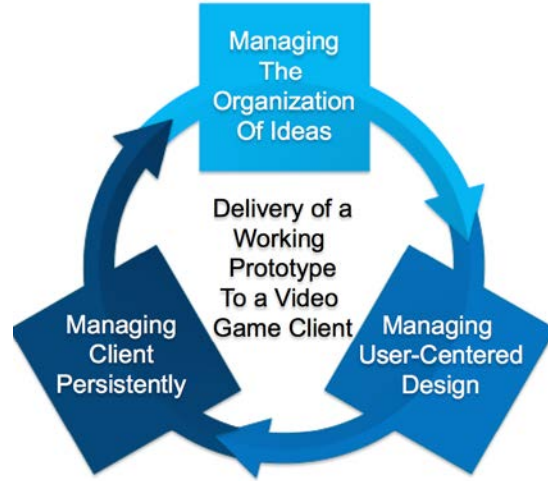 Managing
The
Organization
Of Ideas
Delivery of a
Working
Prototype
To a Video
Game Client
Managing
Client
Persistently
Managing
User-Centered
Design